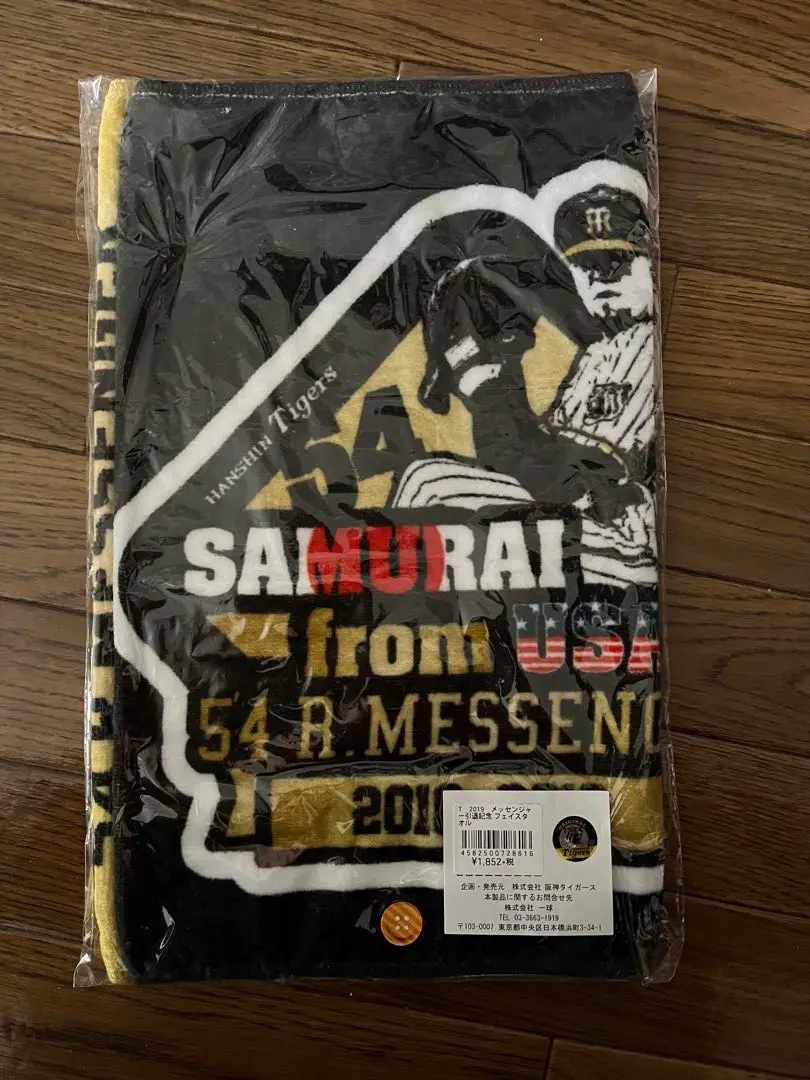 HANSHIN Tigers
SAMURAI
from USA
54 R. MESSENG
T 2019 メッセンジャ
ー引退記念 フェイスタ
オル
4582500728616
¥1,852+税
ORIGINAL
Tigers
企画・発売元 株式会社 阪神タイガース
本製品に関するお問合せ先
株式会社 一球
TEL 03-3663-1919
〒103-0007 東京都中央区日本橋浜町3-34-1